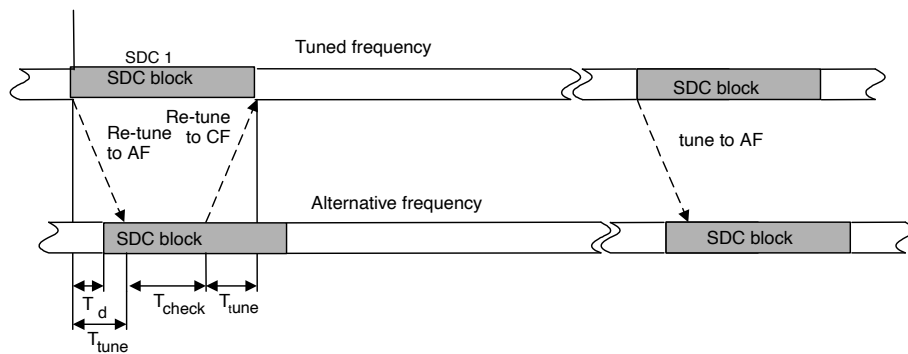 SDC 1
Tuned frequency
SDC block
SDC block
Re-tune
to AF
Re-tune
to CF
tune to AF
Alternative frequency
SDC block
SDC block
T d
T check
T tune
T tune